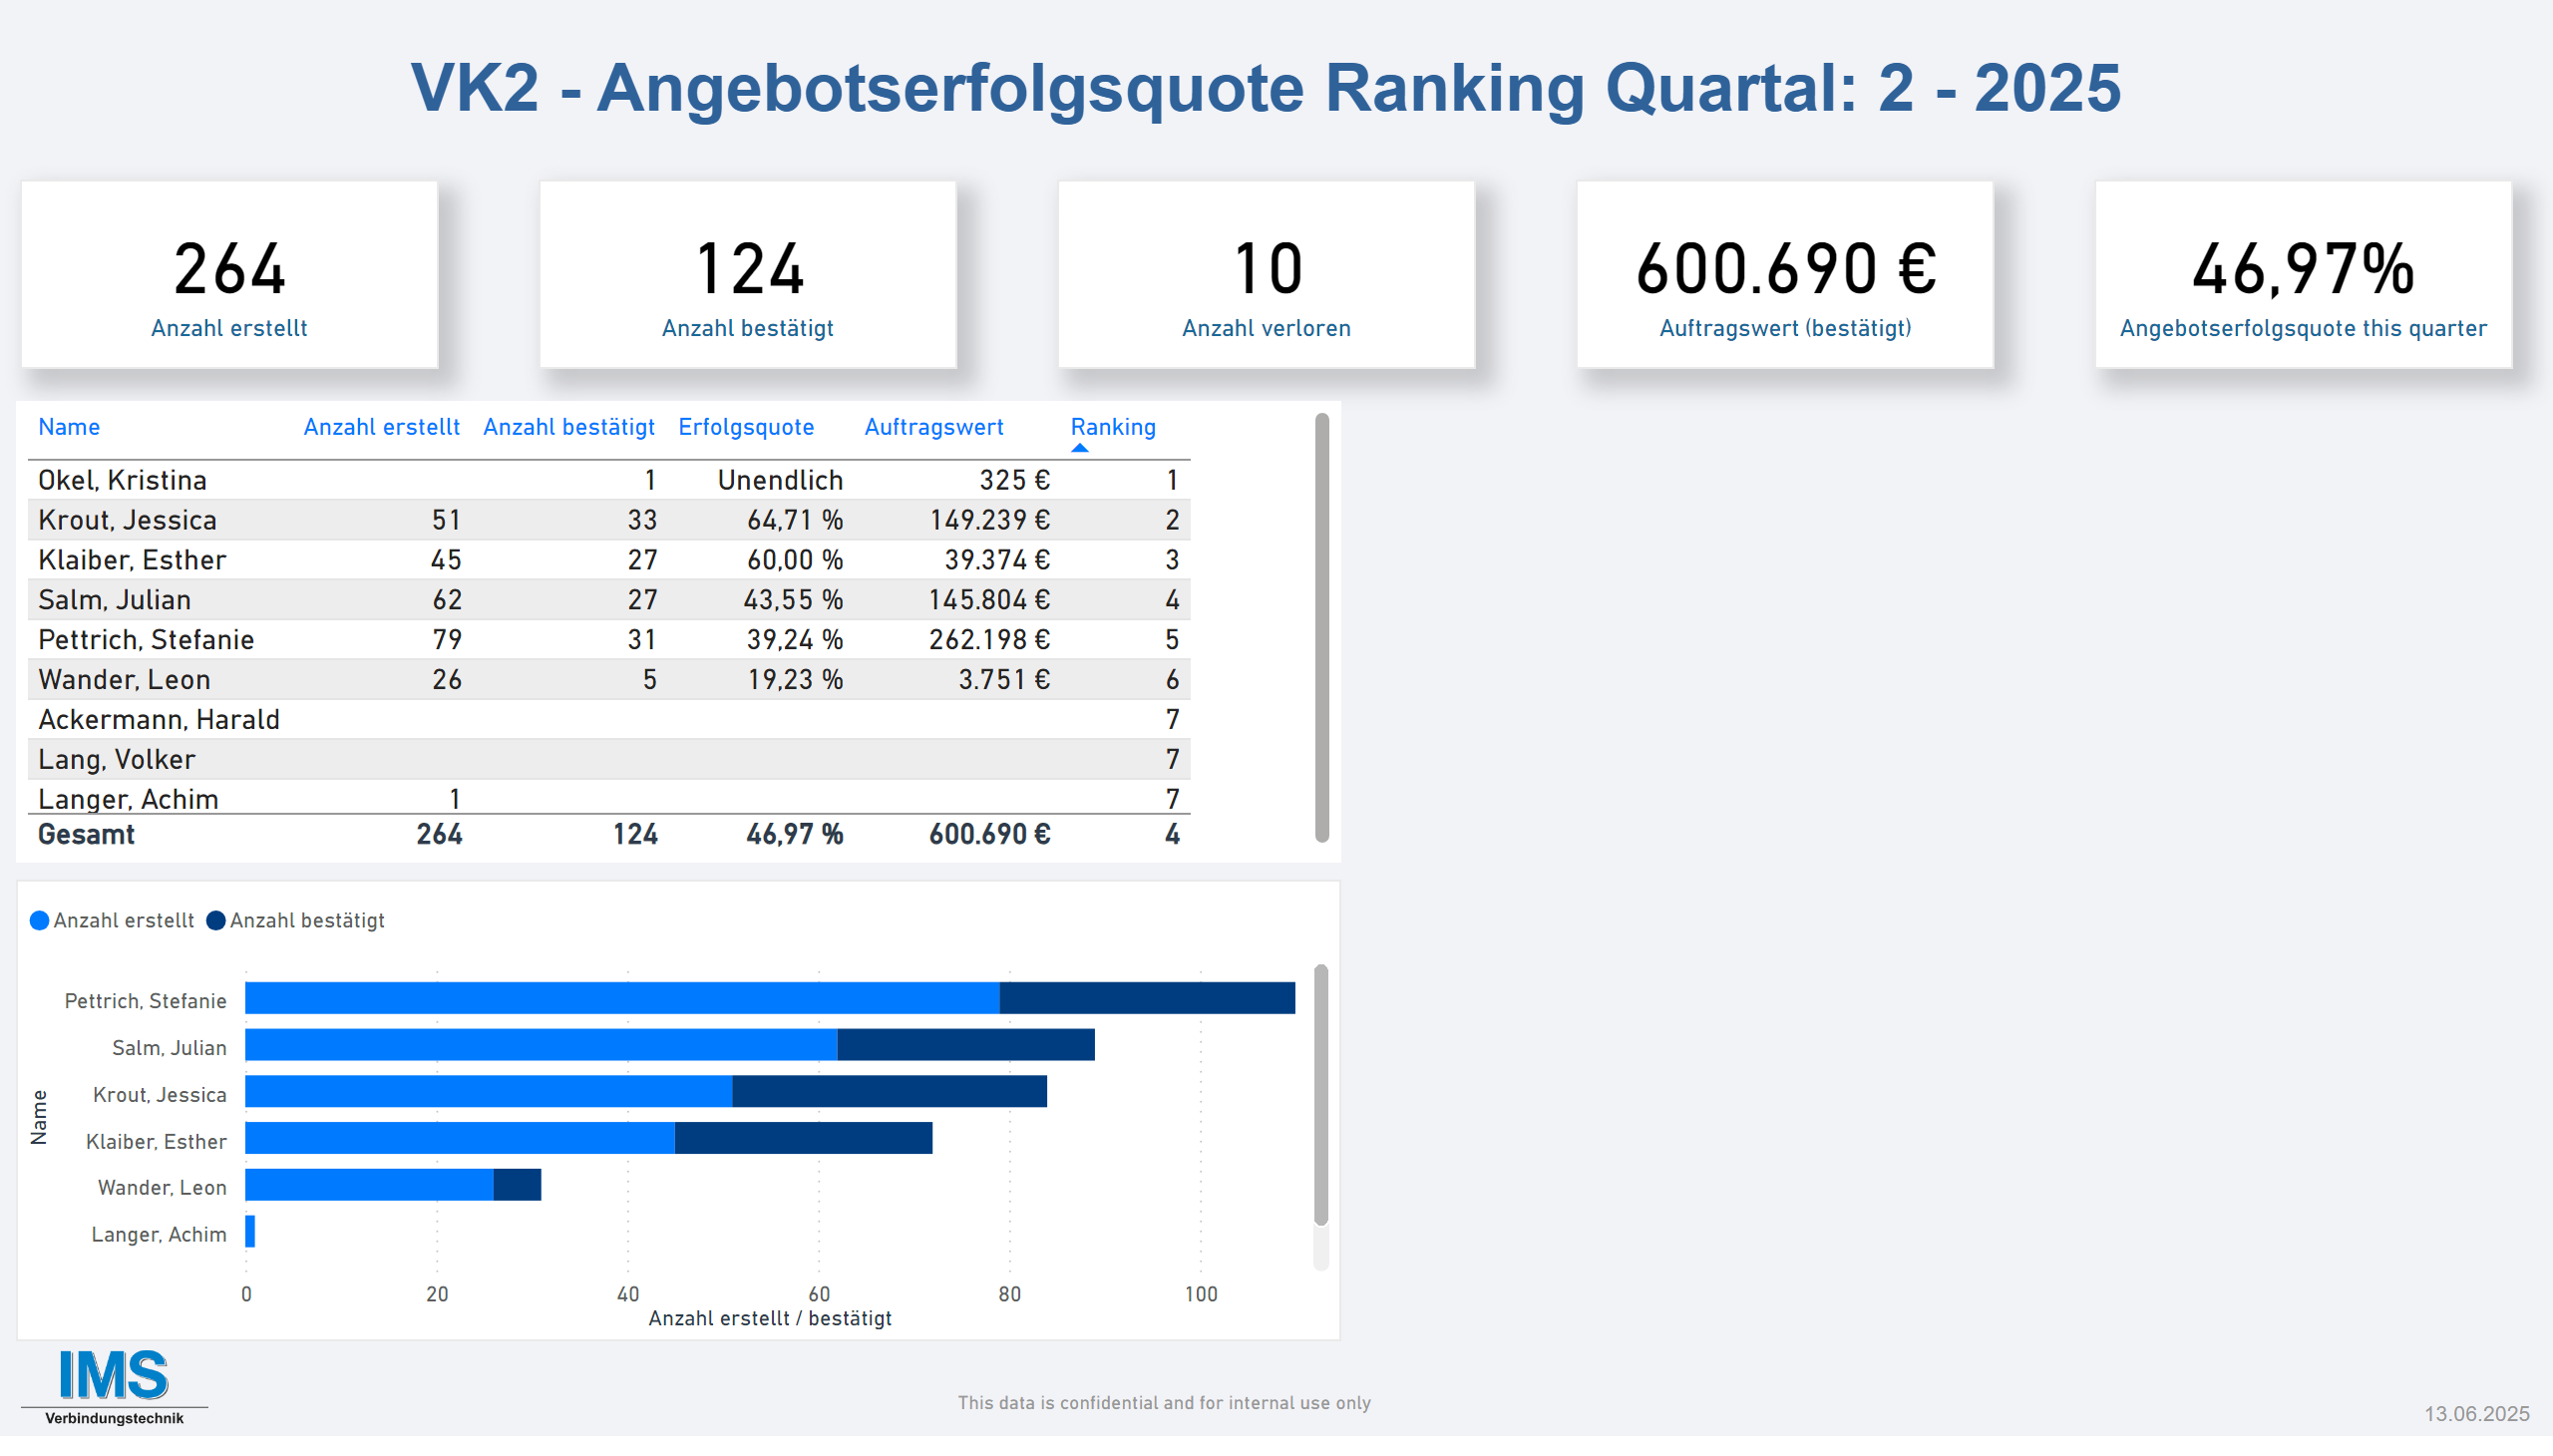 VK2 - Angebotserfolgsquote Ranking Quartal: 2 - 2025
264
Anzahl erstellt
124
Anzahl bestätigt
10
Anzahl verloren
600.690 €
Auftragswert (bestätigt)
46,97%
Angebotserfolgsquote this quarter
Name Anzahl erstellt Anzahl bestätigt Erfolgsquote Auftragswert Ranking
Okel, Kristina 1 Unendlich 325 € 1
Krout, Jessica 51 33 64,71 % 149.239 € 2
Klaiber, Esther 45 27 60,00 % 39.374 € 3
Salm, Julian 62 27 43,55 % 145.804 € 4
Pettrich, Stefanie 79 31 39,24 % 262.198 € 5
Wander, Leon 26 5 19,23 % 3.751 € 6
Ackermann, Harald 7
Lang, Volker 7
Langer, Achim 1 7
Gesamt 264 124 46,97 % 600.690 € 4
Anzahl erstellt Anzahl bestätigt
Name
Pettrich, Stefanie
Salm, Julian
Krout, Jessica
Klaiber, Esther
Wander, Leon
Langer, Achim
0 20 40 60 80 100
Anzahl erstellt / bestätigt
IMS
Verbindungstechnik
This data is confidential and for internal use only
13.06.2025